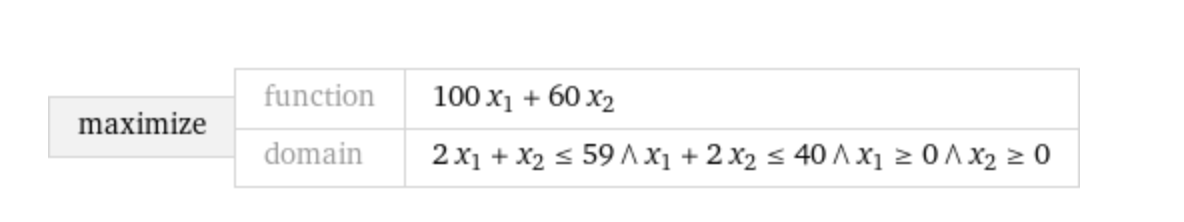 function 100 x₁ + 60 x₂
maximize
domain 2 x₁ + x₂ ≤ 59 ∧ x₁ + 2 x₂ ≤ 40 ∧ x₁ ≥ 0 ∧ x₂ ≥ 0